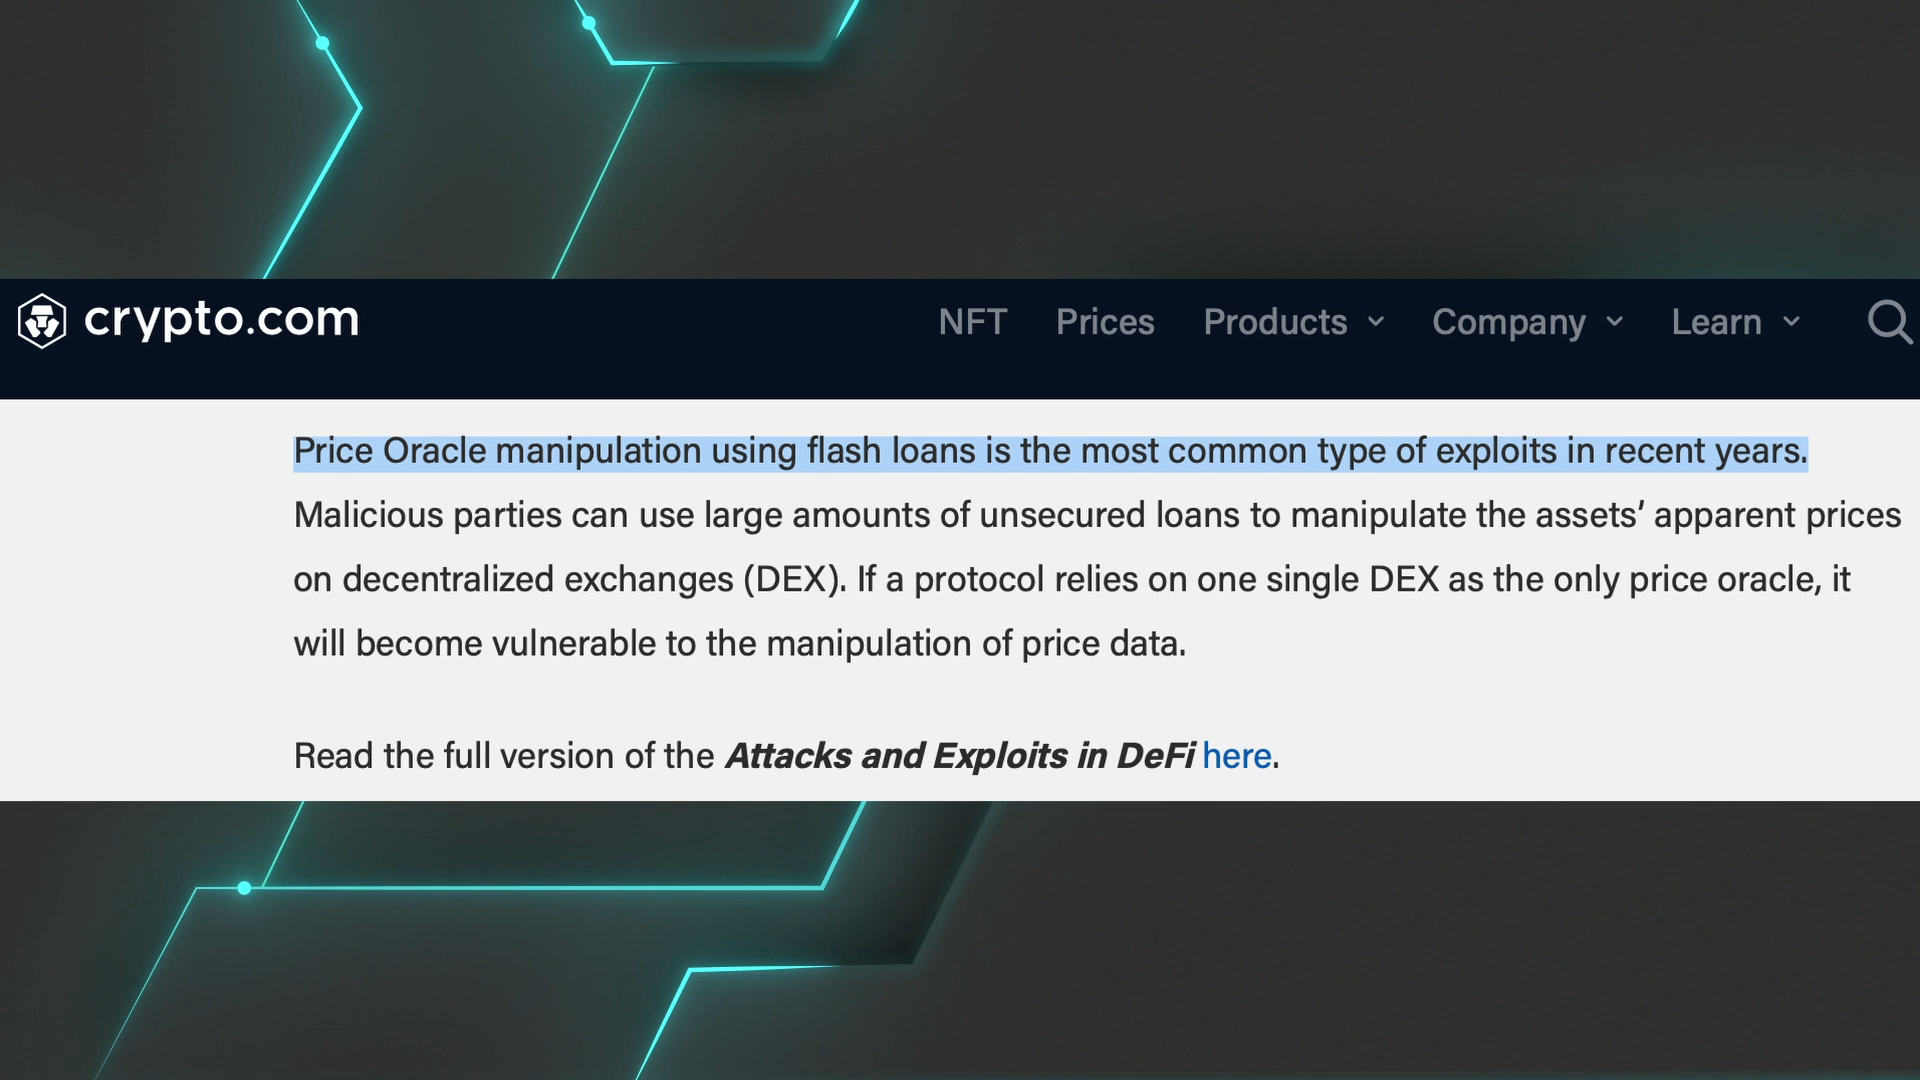 crypto.com
NFT Prices Products Company Learn
Price Oracle manipulation using flash loans is the most common type of exploits in recent years.
Malicious parties can use large amounts of unsecured loans to manipulate the assets’ apparent prices
on decentralized exchanges (DEX). If a protocol relies on one single DEX as the only price oracle, it
will become vulnerable to the manipulation of price data.
Read the full version of the Attacks and Exploits in DeFi here.